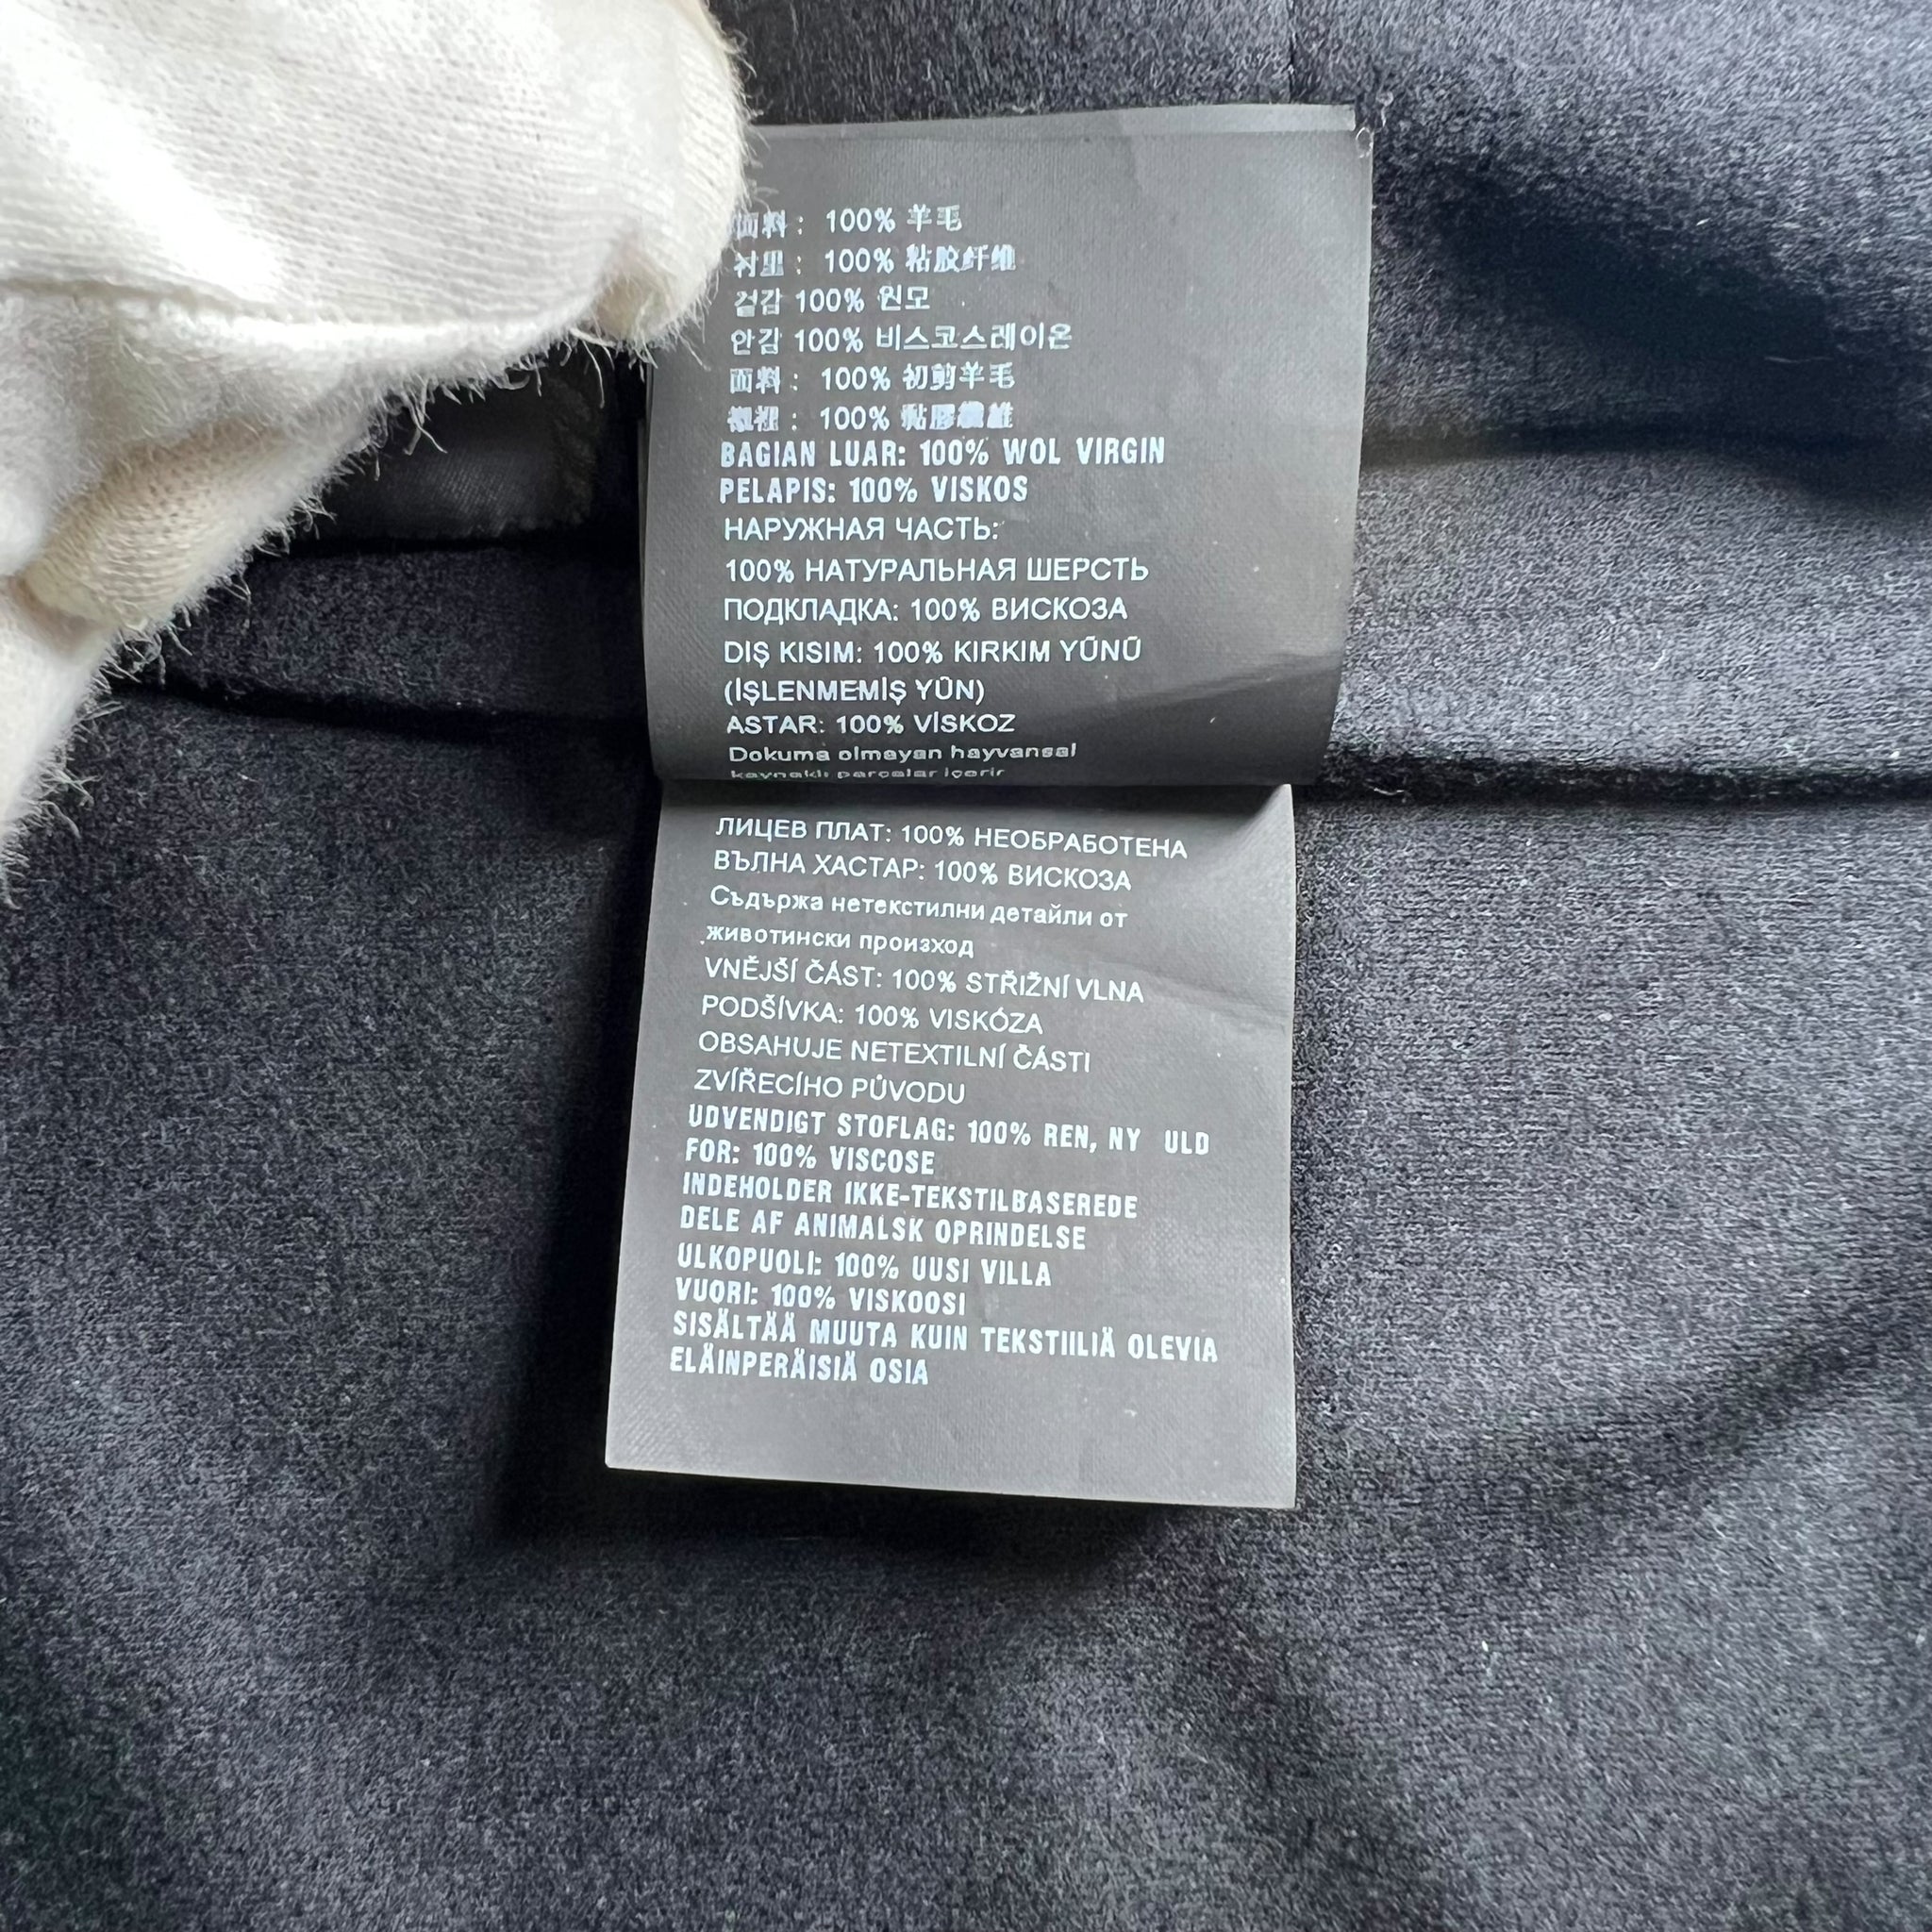 面料： 100% 羊毛
衬里： 100% 粘胶纤维
겉감 100% 원모
안감 100% 비스코스레이온
面料： 100% 初剪羊毛
襯裡： 100% 黏膠纖維
BAGIAN LUAR: 100% WOL VIRGIN
PELAPIS: 100% VISKOS
НАРУЖНАЯ ЧАСТЬ:
100% НАТУРАЛЬНАЯ ШЕРСТЬ
ПОДКЛАДКА: 100% ВИСКОЗА
DIŞ KISIM: 100% KIRKIM YŪNŪ
(İŞLENMEMİŞ YŪN)
ASTAR: 100% VİSKOZ
Dokuma olmayan hayvansal
kaynaklı parçalar içerir
ЛИЦЕВ ПЛАТ: 100% НЕОБРАБОТЕНА
ВЪЛНА ХАСТАР: 100% ВИСКОЗА
Съдържа нетекстилни детайли от
животински произход
VNĚJŠÍ ČÁST: 100% STŘIŽNÍ VLNA
PODŠÍVKA: 100% VISKÓZA
OBSAHUJE NETEXTILNÍ ČÁSTI
ZVÍŘECÍHO PŮVODU
UDVENDIGT STOFLAG: 100% REN, NY ULD
FOR: 100% VISCOSE
INDEHOLDER IKKE-TEKSTILBASEREDE
DELE AF ANIMALSK OPRINDELSE
ULKOPUOLI: 100% UUSI VILLA
VUORI: 100% VISKOOSI
SISÄLTÄÄ MUUTA KUIN TEKSTIILIÄ OLEVIA
ELÄINPERÄISIÄ OSIA